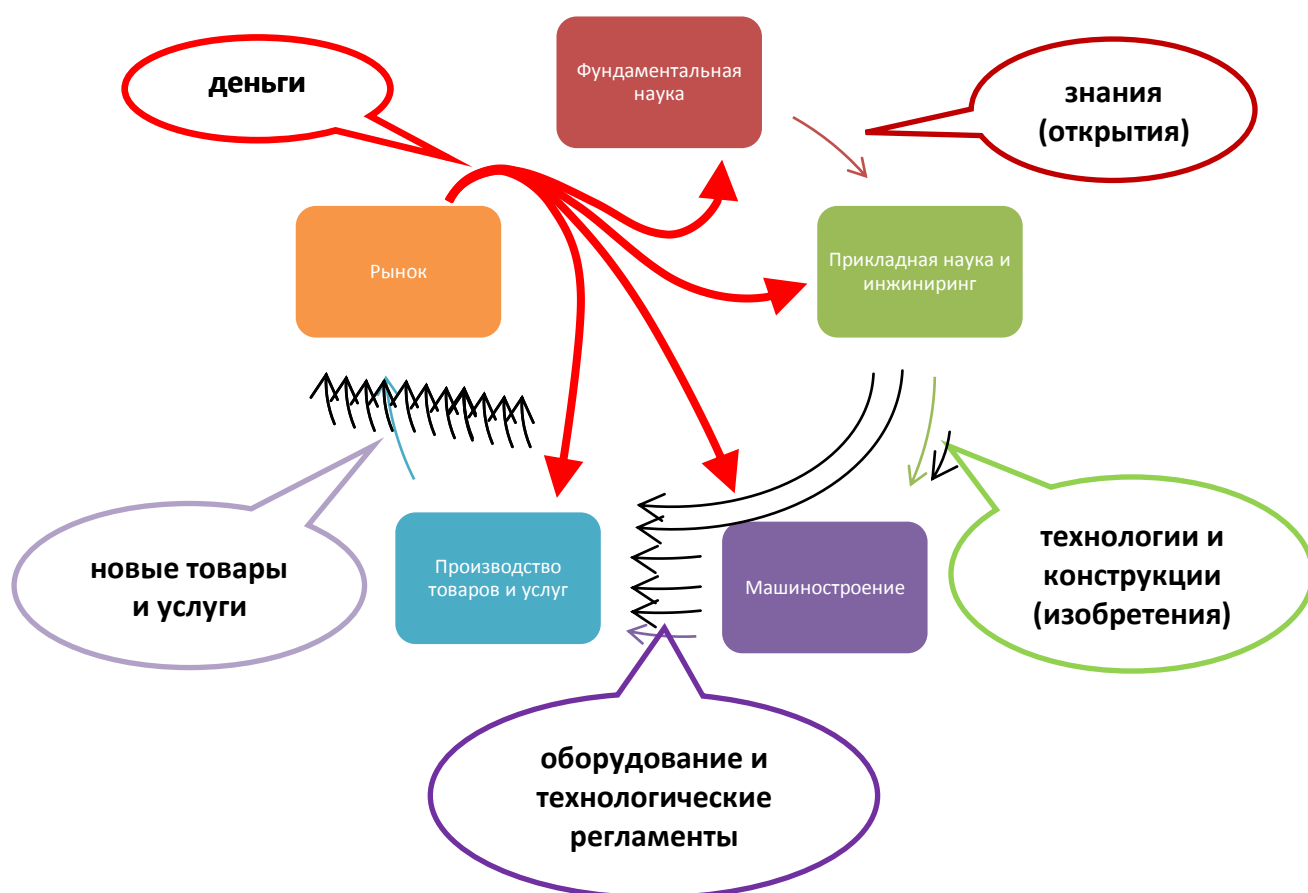 деньги
Фундаментальная
наука
знания
(открытия)
Рынок
Прикладная наука и
инжиниринг
новые товары
и услуги
Производство
товаров и услуг
Машиностроение
технологии и
конструкции
(изобретения)
оборудование и
технологические
регламенты